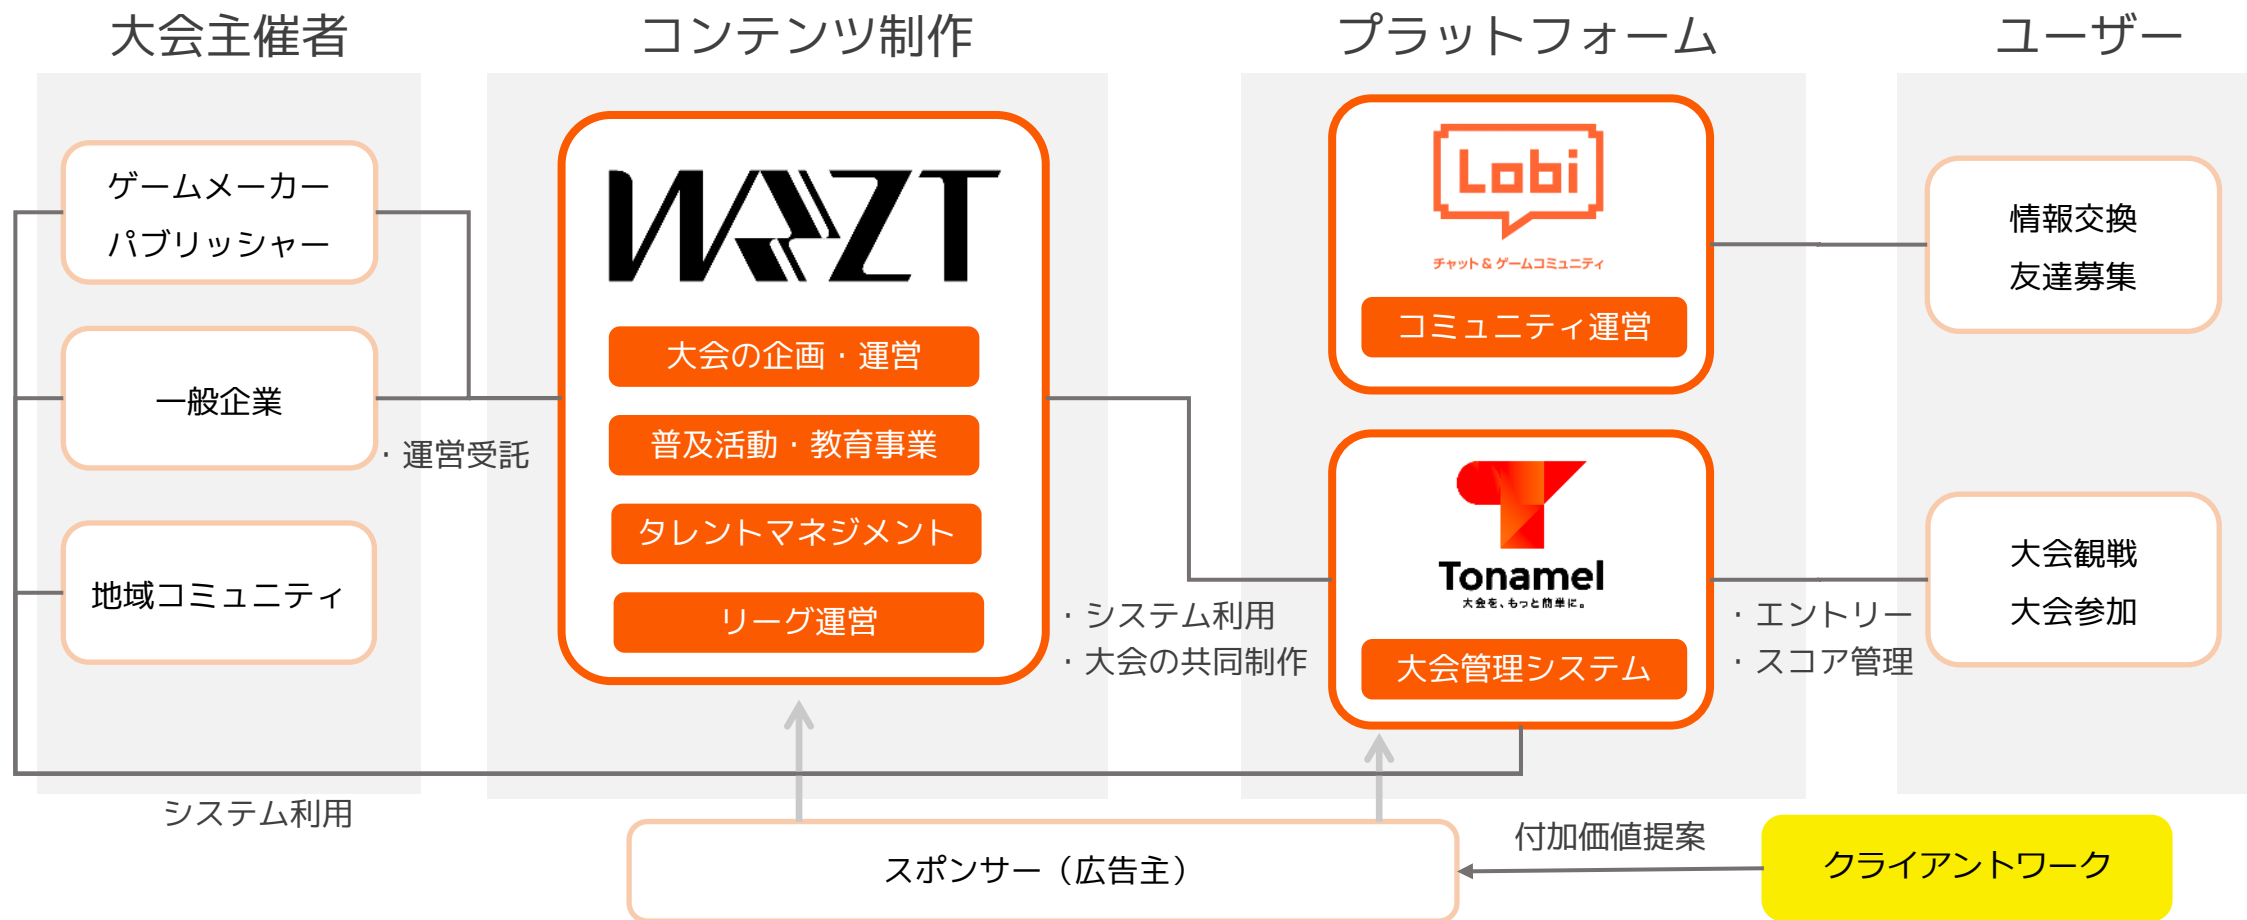 大会主催者
コンテンツ制作
プラットフォーム
ユーザー
ゲームメーカー
パブリッシャー
一般企業
地域コミュニティ
・運営受託
システム利用
WRZT
大会の企画・運営
普及活動・教育事業
タレントマネジメント
リーグ運営
・システム利用
・大会の共同制作
Lobi
チャット&ゲームコミュニティ
コミュニティ運営
Tonamel
大会を、もっと簡単に。
大会管理システム
・エントリー
・スコア管理
情報交換
友達募集
大会観戦
大会参加
スポンサー（広告主）
付加価値提案
クライアントワーク